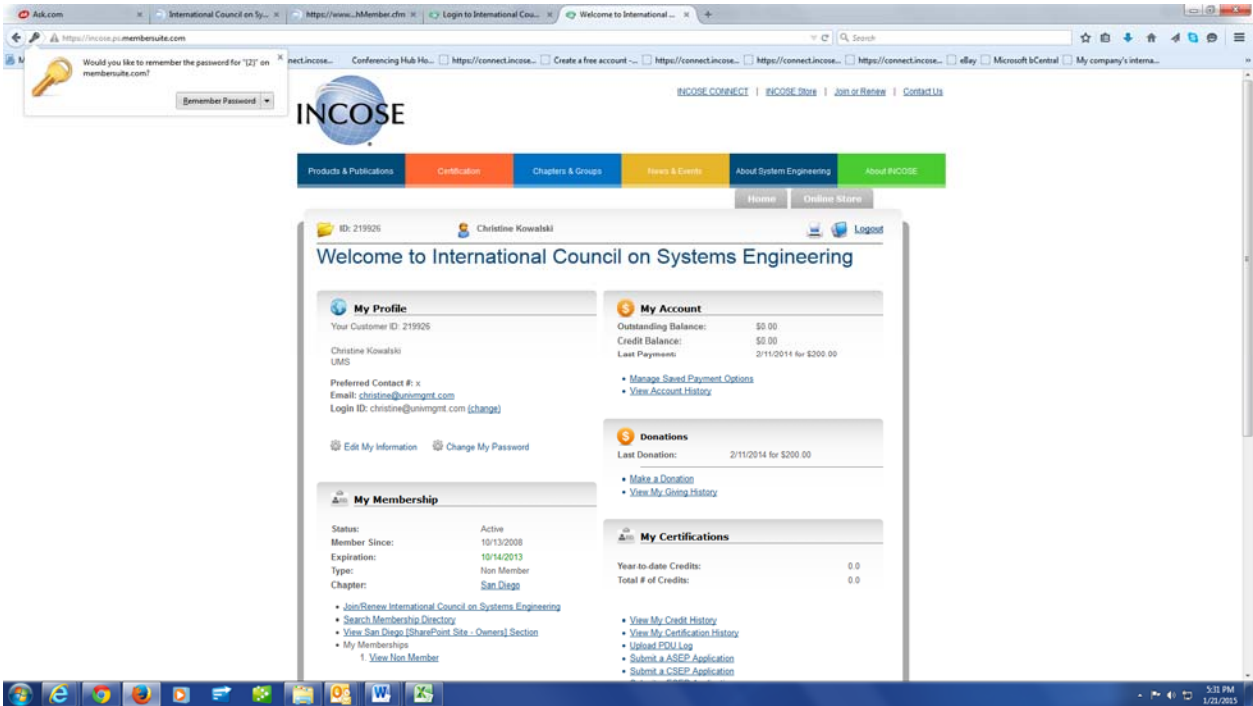 Ask.com
International Council on Sy...
https://www...hMember.cfm
Login to International Cou...
Welcome to International ...
https://incose.ps.membersuite.com
Search
Would you like to remember the password for "[2]" on
membersuite.com?
Remember Password
nect.incose... Conferencing Hub Ho... https://connect.incose... Create a free account -... https://connect.incose... https://connect.incose... https://connect.incose... eBay Microsoft bCentral My company's interna...
INCOSE CONNECT | INCOSE Store | Join or Renew | Contact Us
INCOSE
Products & Publications Certification Chapters & Groups News & Events About System Engineering About INCOSE
Home Online Store
ID: 219926 Christine Kowalski Logout
Welcome to International Council on Systems Engineering
My Profile
Your Customer ID: 219926
Christine Kowalski
UMS
Preferred Contact #: x
Email: christine@univmgmt.com
Login ID: christine@univmgmt.com (change)
Edit My Information Change My Password
My Membership
Status: Active
Member Since: 10/13/2008
Expiration: 10/14/2013
Type: Non Member
Chapter: San Diego
• Join/Renew International Council on Systems Engineering
• Search Membership Directory
• View San Diego [SharePoint Site - Owners] Section
• My Memberships
1. View Non Member
My Account
Outstanding Balance: $0.00
Credit Balance: $0.00
Last Payment: 2/11/2014 for $200.00
• Manage Saved Payment Options
• View Account History
Donations
Last Donation: 2/11/2014 for $200.00
• Make a Donation
• View My Giving History
My Certifications
Year-to-date Credits: 0.0
Total # of Credits: 0.0
• View My Credit History
• View My Certification History
• Upload PDU Log
• Submit a ASEP Application
• Submit a CSEP Application
5:31 PM
1/21/2015